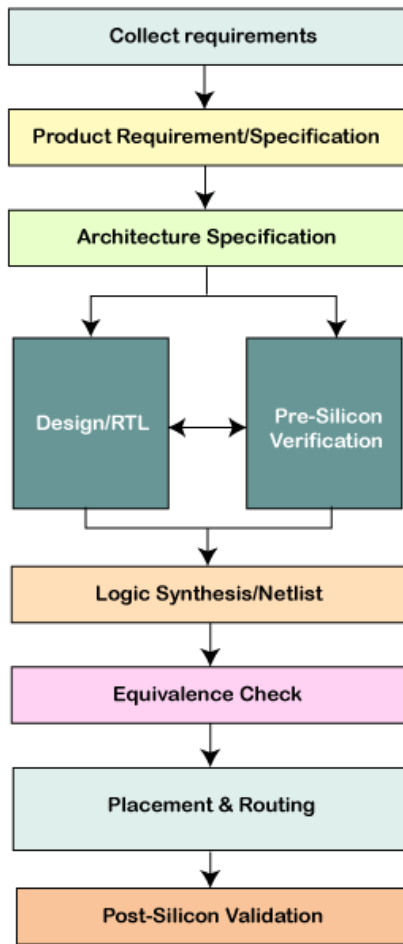 Collect requirements
Product Requirement/Specification
Architecture Specification
Design/RTL
Pre-Silicon
Verification
Logic Synthesis/Netlist
Equivalence Check
Placement & Routing
Post-Silicon Validation